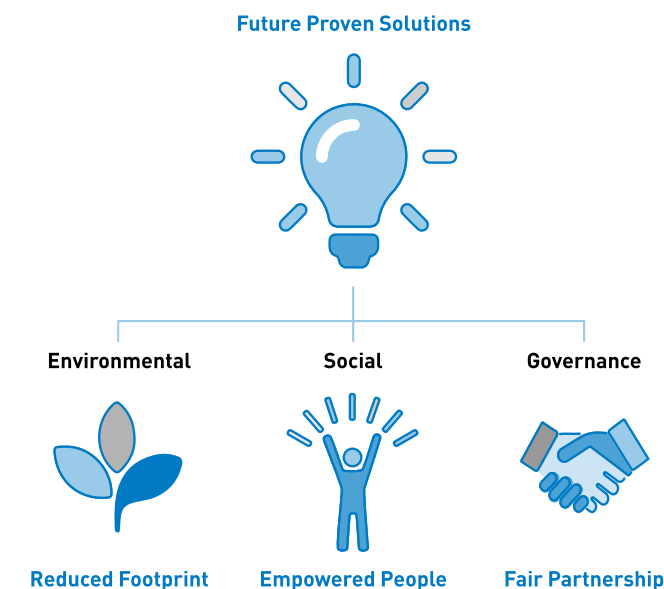 Future Proven Solutions
Environmental
Social
Governance
Reduced Footprint
Empowered People
Fair Partnership